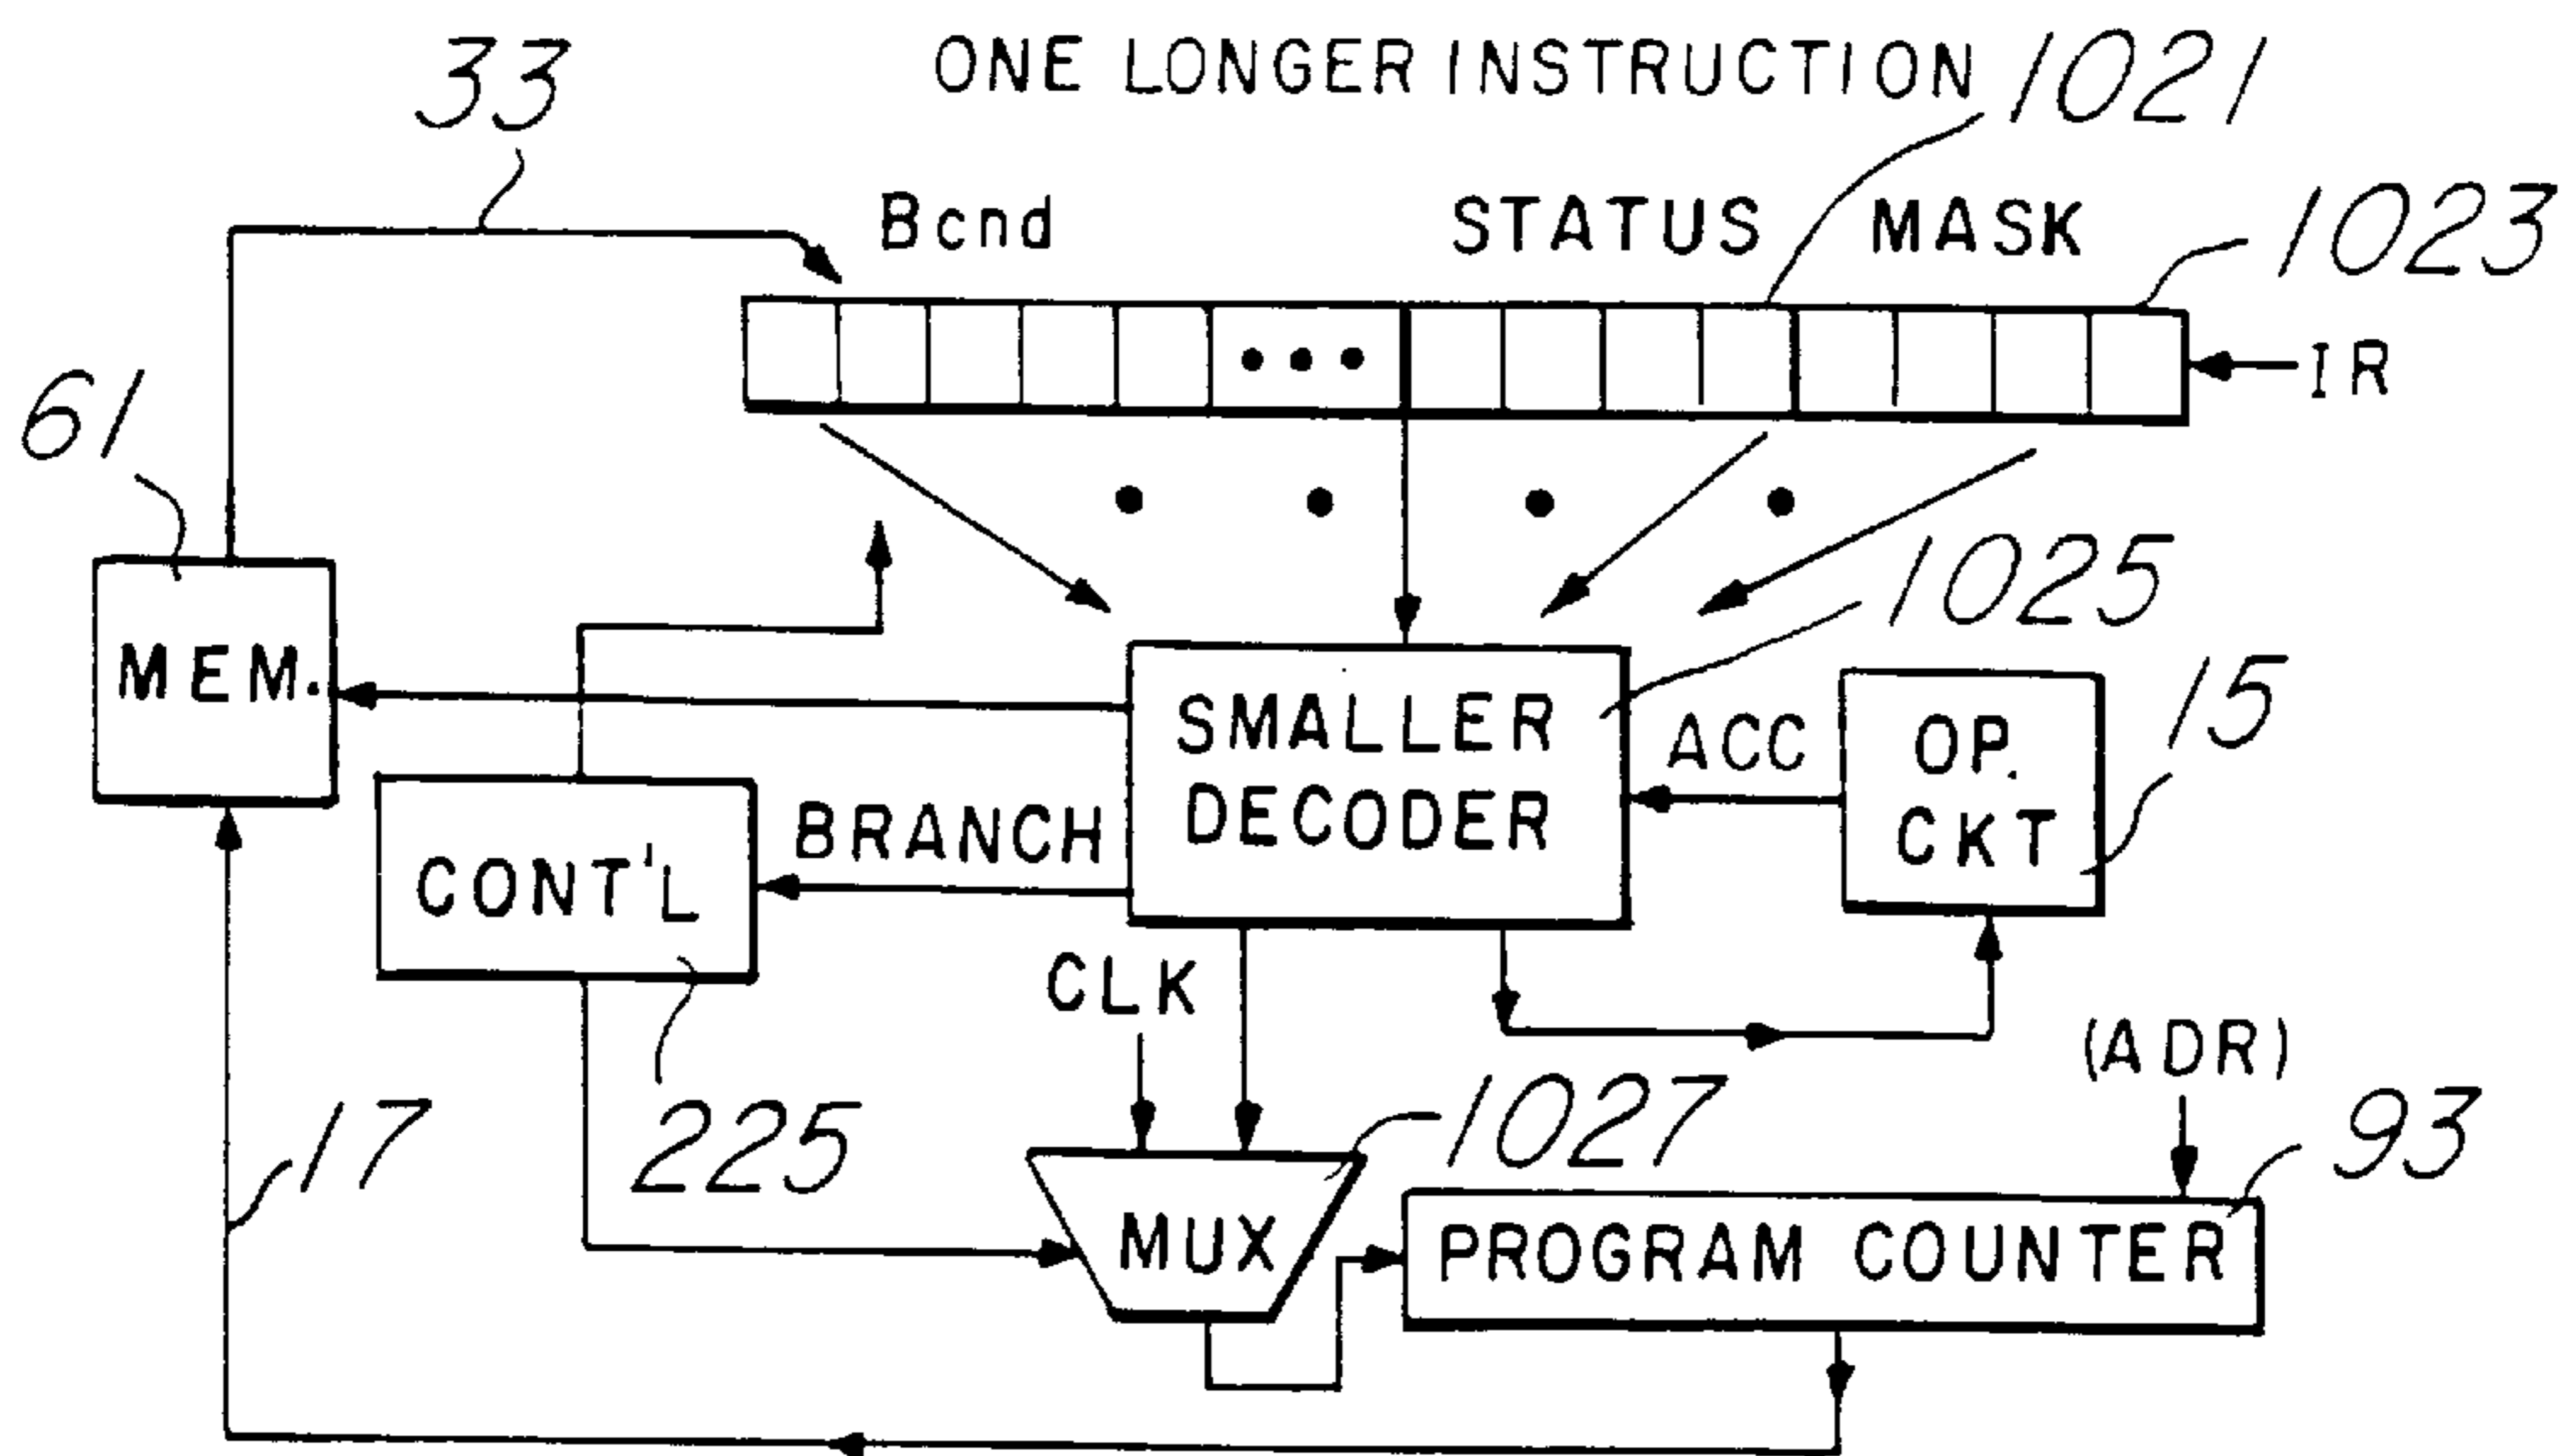 33
ONE LONGER INSTRUCTION
1021
Bcnd
STATUS MASK
1023
IR
61
1025
MEM.
SMALLER
DECODER
ACC
OP.
CKT
15
BRANCH
CONT'L
CLK
(ADR)
17
225
1027
93
MUX
PROGRAM COUNTER